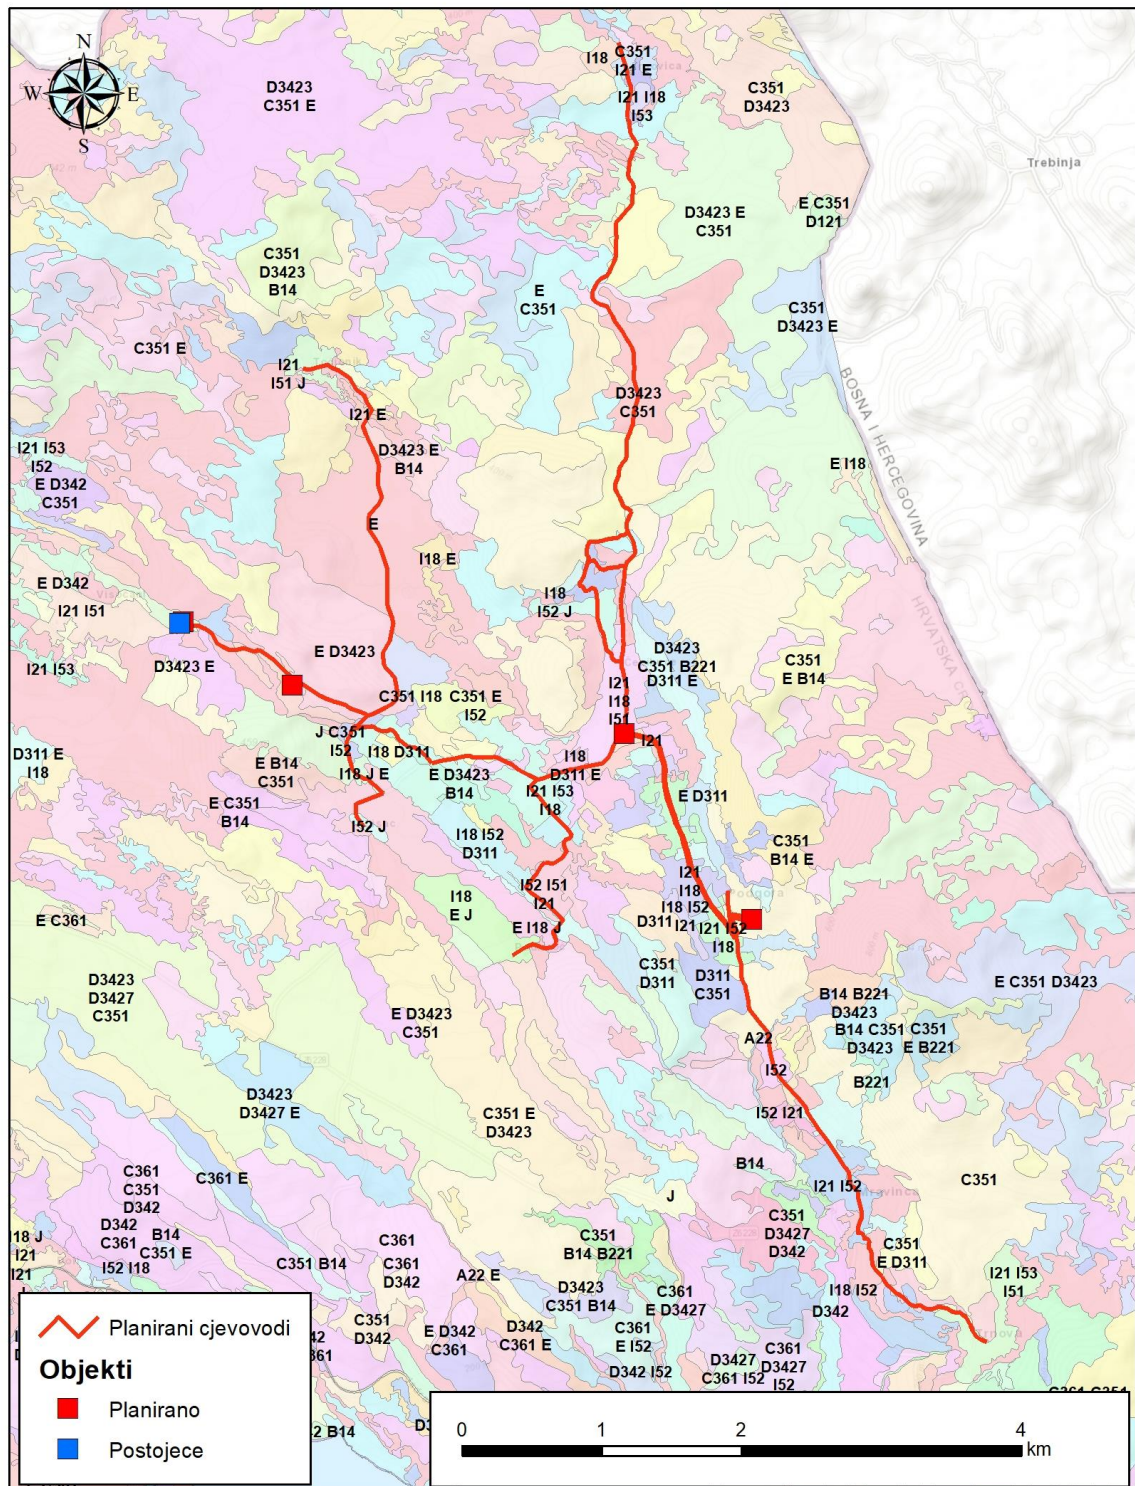 N
W
E
S
I18
C351
I21 E
I21 I18
I53
D3423
C351 E
C351
D3423
Trebinja
D3423 E
C351
E C351
D121
C351
D3423
B14
E
C351
C351
D3423 E
C351 E
I21
I51 J
I21 E
D3423
C351
BOSNA I HERCEGOVINA
D3423 E
B14
I21 I53
I52
E D342
C351
E I18
E
I18 E
E D342
I21 I51
I18
I52 J
D3423
C351 B221
D311 E
E D3423
D3423 E
I21 I53
C351
E B14
HRVATSKA
I21
I18
I51
C351 I18
C351 E
I52
J C351
I52
I18 D311
I21
D311 E
I18
E B14
C351
I18 J E
E D3423
B14
I18
D311 E
I21 I53
I18
E D311
E C351
B14
I52 J
I18 I52
D311
C351
B14 E
I21
I18
Podgora
I18
E J
I52 I51
I21
I18 I52
D311
I21
I21 I52
I18
E C361
E I18 J
C351
D311
D311
C351
D3423
D3427
C351
E C351 D3423
B14 B221
D3423
B14 C351
D3423
C351
E B221
E D3423
C351
A22
I52
B221
D3423
D3427 E
C351 E
D3423
I52 I21
B14
C361
C351
D342
C361 E
J
I21 I52
Mravinca
C351
D342
C361
B14
C351 E
I52 I18
I18 J
I21
I21
C361
C361
D342
C351 B14
C351
B14 B221
C351
D3427
D342
C351
E D311
A22 E
D3423
C351 B14
C361
E D3427
I18 I52
D342
I21 I53
I51
C351
D342
E D342
C361
D342
C361 E
C361
E I52
D342 I52
D3427
C361 I52
C361
D3427
I52
Trnova
Planirani cjevovodi
Objekti
Planirano
Postojece
0
1
2
4
km